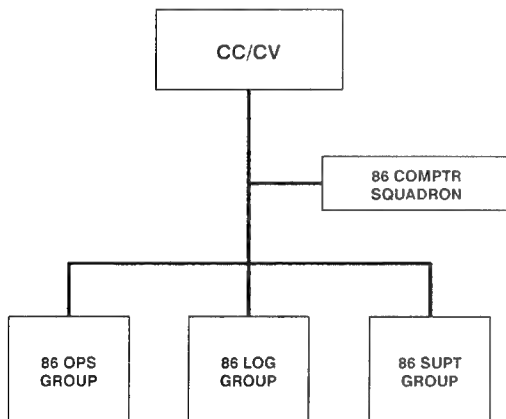 CC/CV
86 COMPTR
SQUADRON
86 OPS
GROUP
86 LOG
GROUP
86 SUPT
GROUP